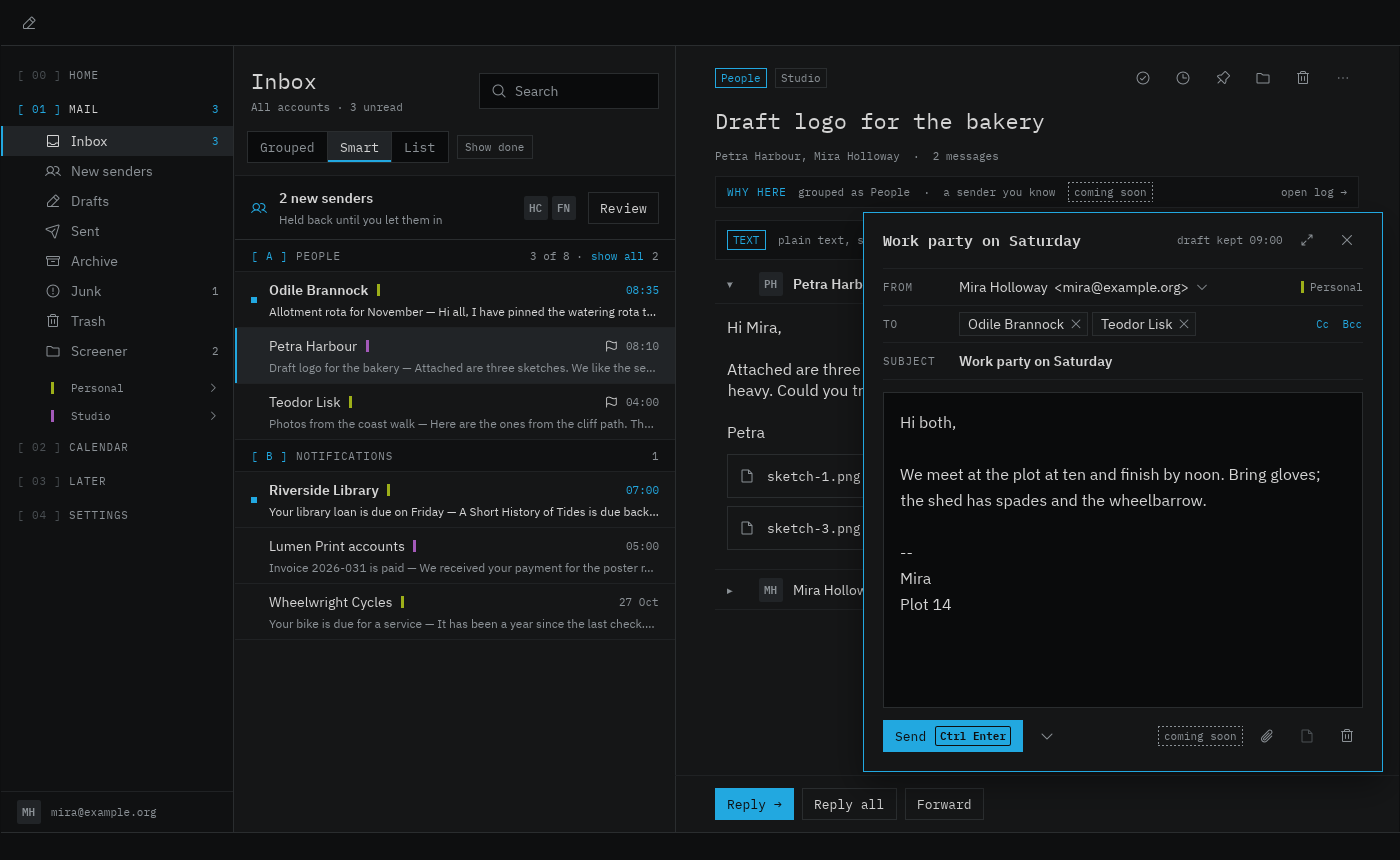 [ 00 ] HOME
[ 01 ] MAIL 3
Inbox 3
New senders
Drafts
Sent
Archive
Junk 1
Trash
Screener 2
Personal
Studio
[ 02 ] CALENDAR
[ 03 ] LATER
[ 04 ] SETTINGS
MH mira@example.org
Inbox
All accounts · 3 unread
Search
Grouped Smart List Show done
2 new senders
Held back until you let them in
HC FN Review
[ A ] PEOPLE 3 of 8 · show all 2
Odile Brannock 08:35
Allotment rota for November — Hi all, I have pinned the watering rota t…
Petra Harbour 08:10
Draft logo for the bakery — Attached are three sketches. We like the se…
Teodor Lisk 04:00
Photos from the coast walk — Here are the ones from the cliff path. Th…
[ B ] NOTIFICATIONS 1
Riverside Library 07:00
Your library loan is due on Friday — A Short History of Tides is due back…
Lumen Print accounts 05:00
Invoice 2026-031 is paid — We received your payment for the poster r…
Wheelwright Cycles 27 Oct
Your bike is due for a service — It has been a year since the last check.…
People Studio
Draft logo for the bakery
Petra Harbour, Mira Holloway · 2 messages
WHY HERE grouped as People · a sender you know coming soon open log →
TEXT plain text, s
PH Petra Harb
Hi Mira,
Attached are three
heavy. Could you tr
Petra
sketch-1.png
sketch-3.png
MH Mira Hollow
Reply → Reply all Forward
Work party on Saturday draft kept 09:00
FROM Mira Holloway <mira@example.org> Personal
TO Odile Brannock Teodor Lisk Cc Bcc
SUBJECT Work party on Saturday
Hi both,
We meet at the plot at ten and finish by noon. Bring gloves;
the shed has spades and the wheelbarrow.
--
Mira
Plot 14
Send Ctrl Enter coming soon